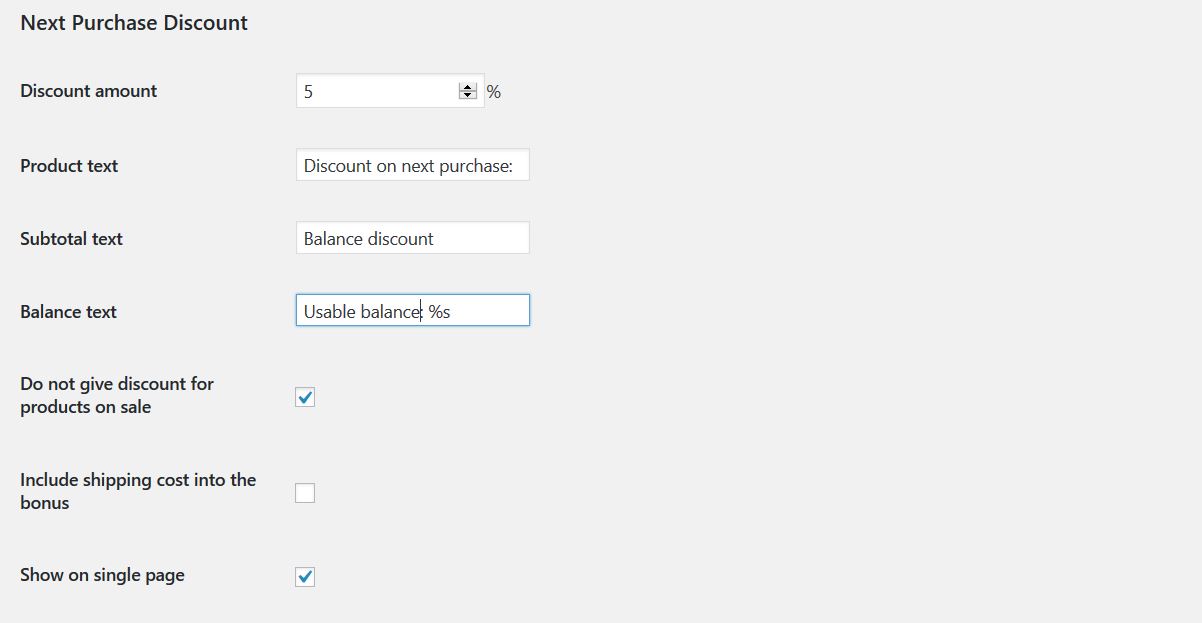 Next Purchase Discount
Discount amount
5
%
Product text
Discount on next purchase:
Subtotal text
Balance discount
Balance text
Usable balance: %s
Do not give discount for
products on sale
Include shipping cost into the
bonus
Show on single page